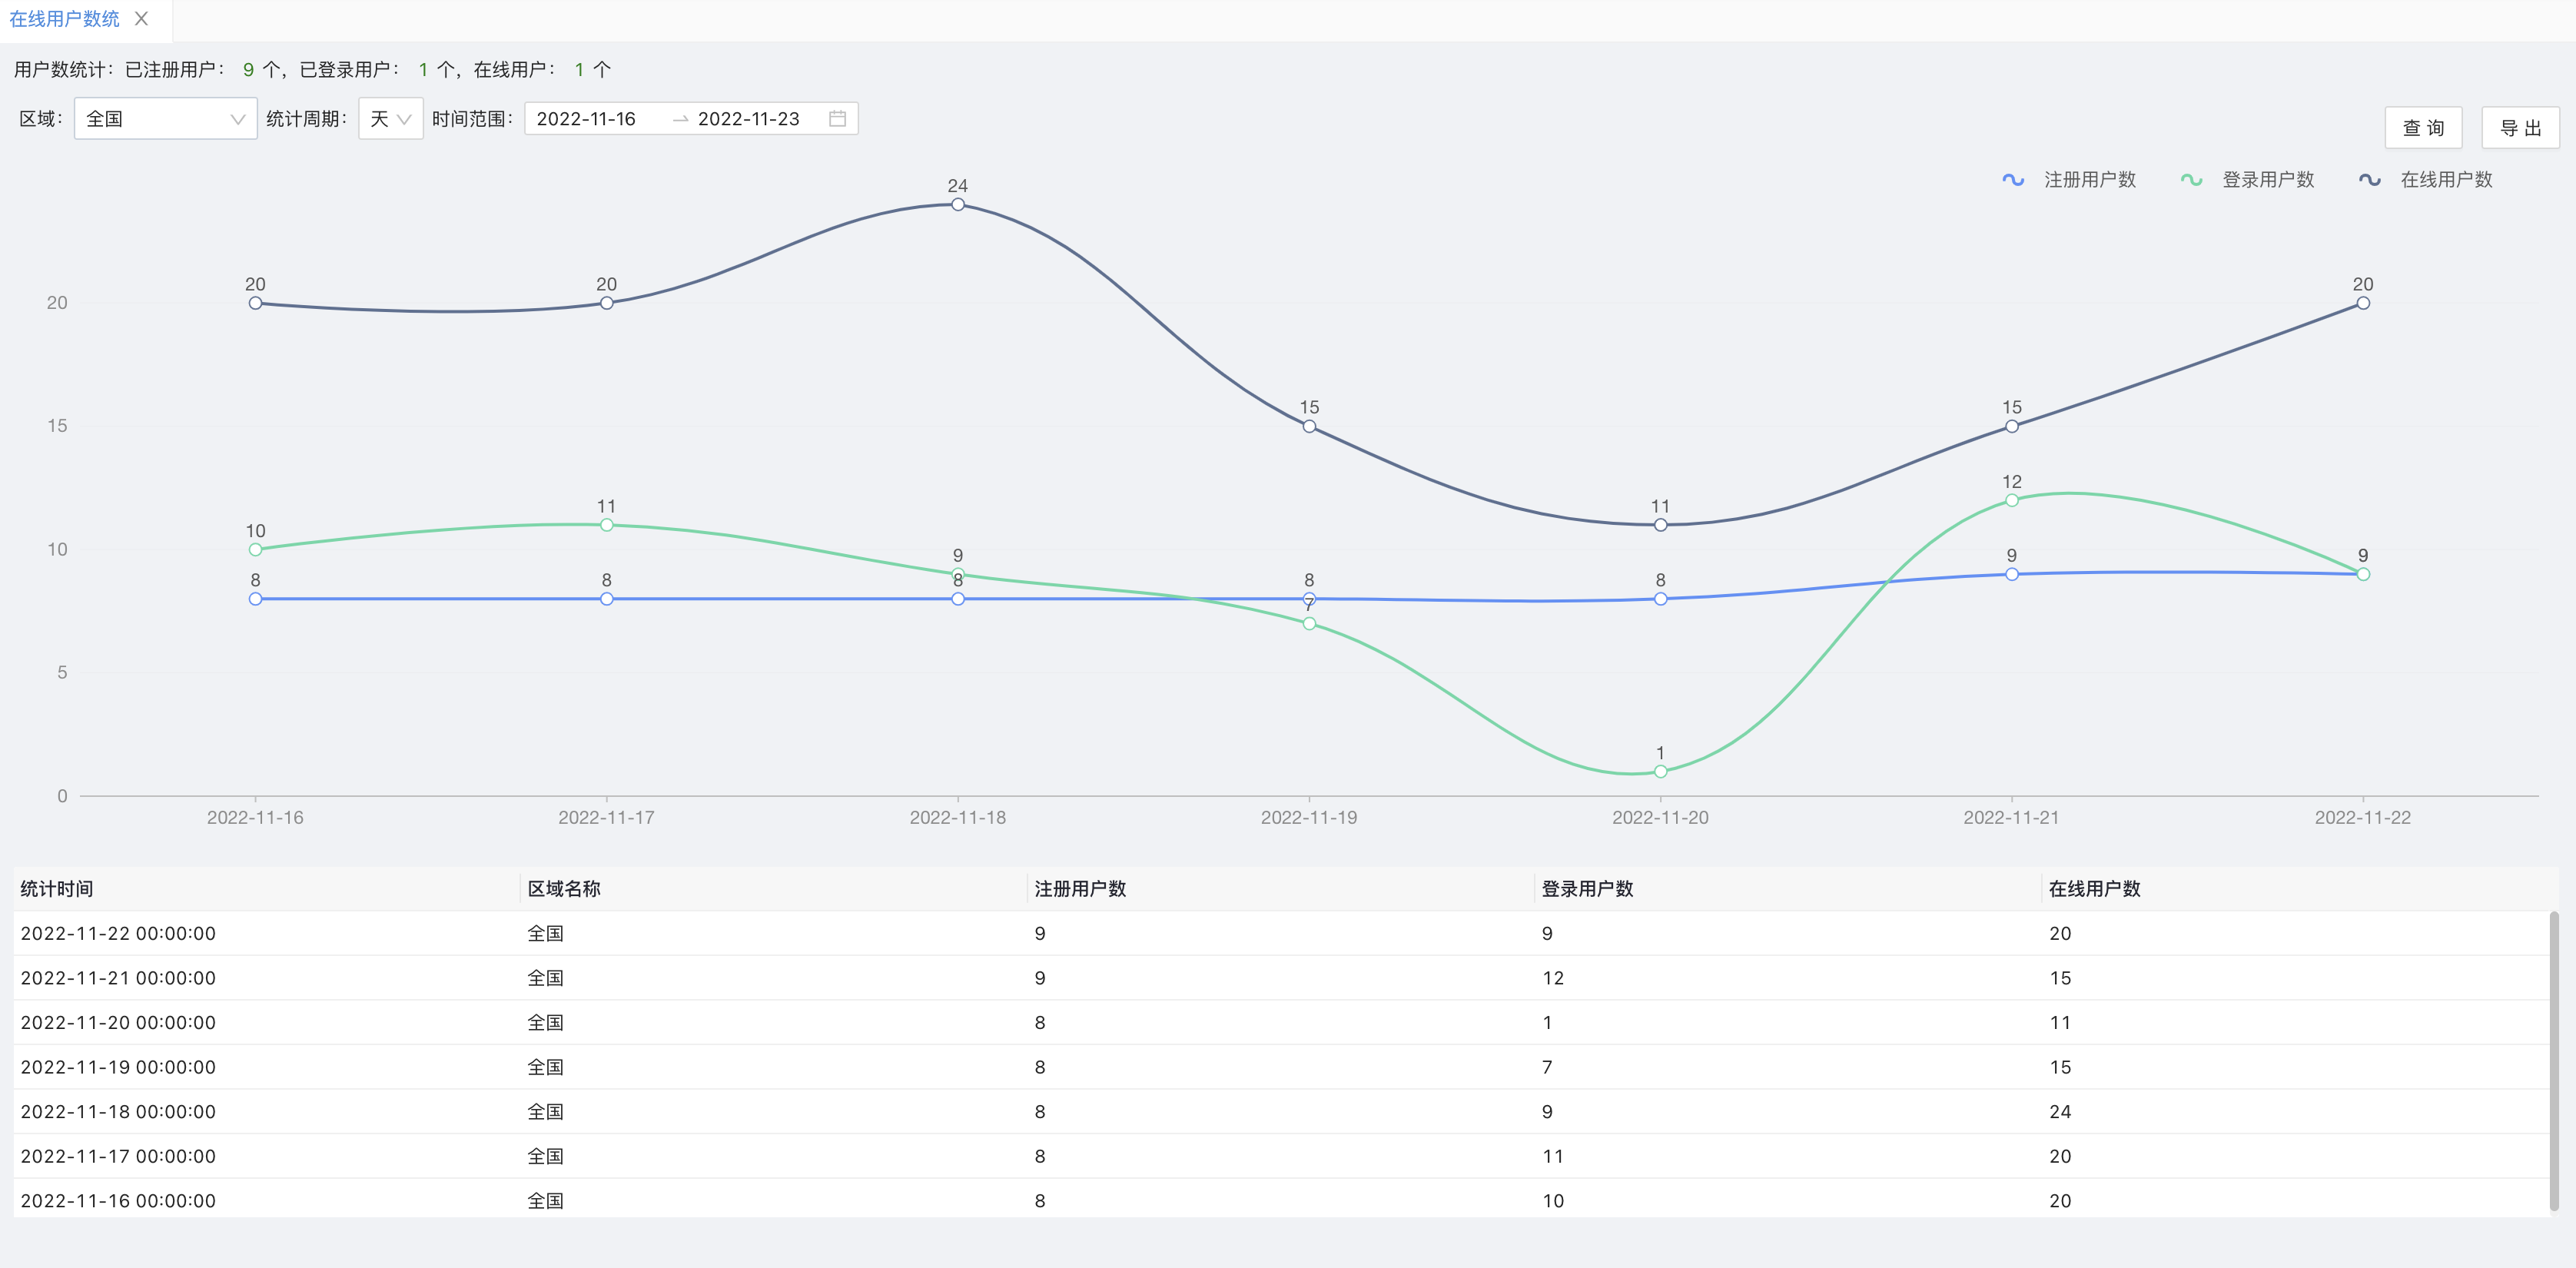 在线用户数统
用户数统计：已注册用户： 9 个，已登录用户： 1 个，在线用户： 1 个
区域： 全国 统计周期： 天 时间范围： 2022-11-16 → 2022-11-23
查 询 导 出
注册用户数 登录用户数 在线用户数
24
20 20 20
20
15 15
15
12
11 11
10
10
9 9 9
8 8 8 8 8
7
5
1
0
2022-11-16 2022-11-17 2022-11-18 2022-11-19 2022-11-20 2022-11-21 2022-11-22
统计时间 区域名称 注册用户数 登录用户数 在线用户数
2022-11-22 00:00:00 全国 9 9 20
2022-11-21 00:00:00 全国 9 12 15
2022-11-20 00:00:00 全国 8 1 11
2022-11-19 00:00:00 全国 8 7 15
2022-11-18 00:00:00 全国 8 9 24
2022-11-17 00:00:00 全国 8 11 20
2022-11-16 00:00:00 全国 8 10 20